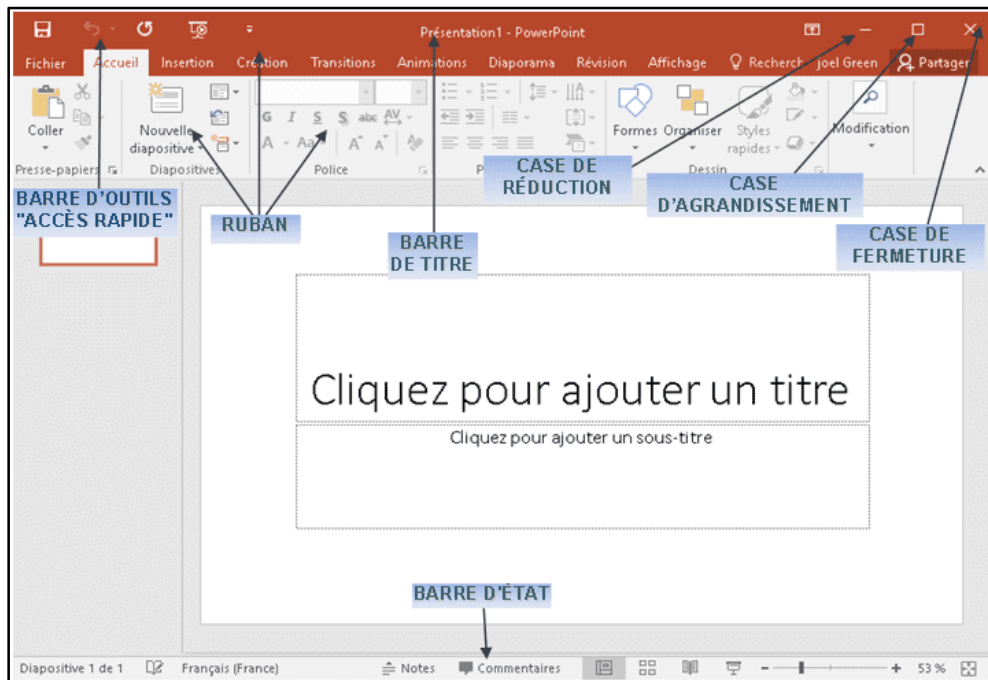 Présentation1 - PowerPoint
Fichier Accueil Insertion Création Transitions Animations Diaporama Révision Affichage Recherch joel Green Partager
Coller
Nouvelle
diapositive
G I S S abc AV
A Aa A A
Formes Organiser Styles
rapides
Modification
Presse-papiers Diapositives Police P Dessin
CASE DE
RÉDUCTION
CASE
D'AGRANDISSEMENT
BARRE D'OUTILS
"ACCÈS RAPIDE"
RUBAN
BARRE
DE TITRE
CASE DE
FERMETURE
Cliquez pour ajouter un titre
Cliquez pour ajouter un sous-titre
BARRE D'ÉTAT
Diapositive 1 de 1 Français (France) Notes Commentaires - + 53 %